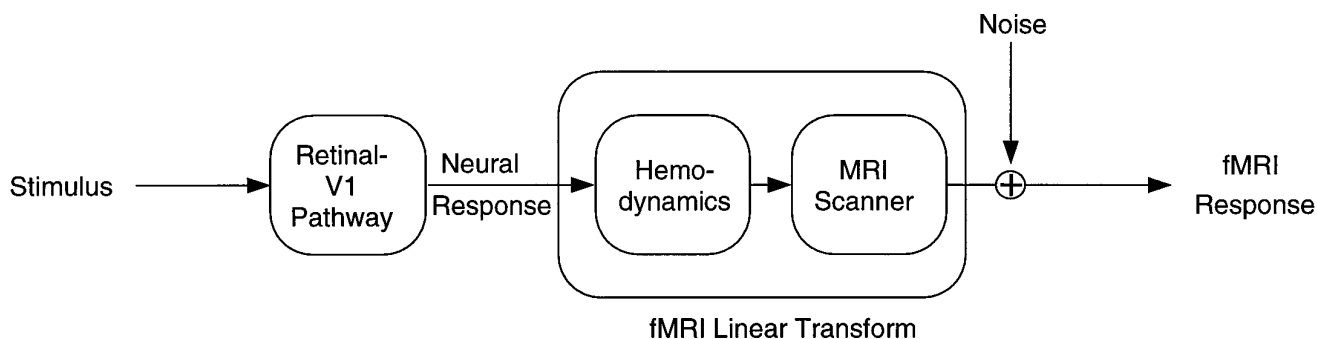 Noise
Stimulus
Retinal-
V1
Pathway
Neural
Response
Hemo-
dynamics
MRI
Scanner
fMRI
Response
fMRI Linear Transform